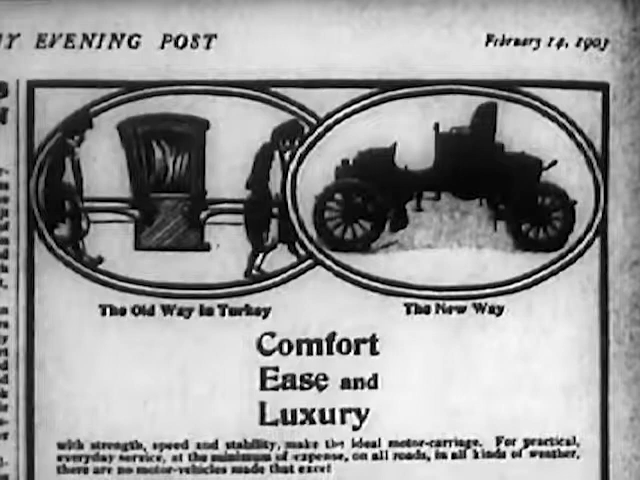 Y EVENING POST
February 14, 1903
The Old Way in Turkey
The New Way
Comfort
Ease and
Luxury
with strength, speed and stability, make the ideal motor-carriage. For practical,
everyday service, at the minimum of expense, on all roads, in all kinds of weather,
there are no motor-vehicles made that excel